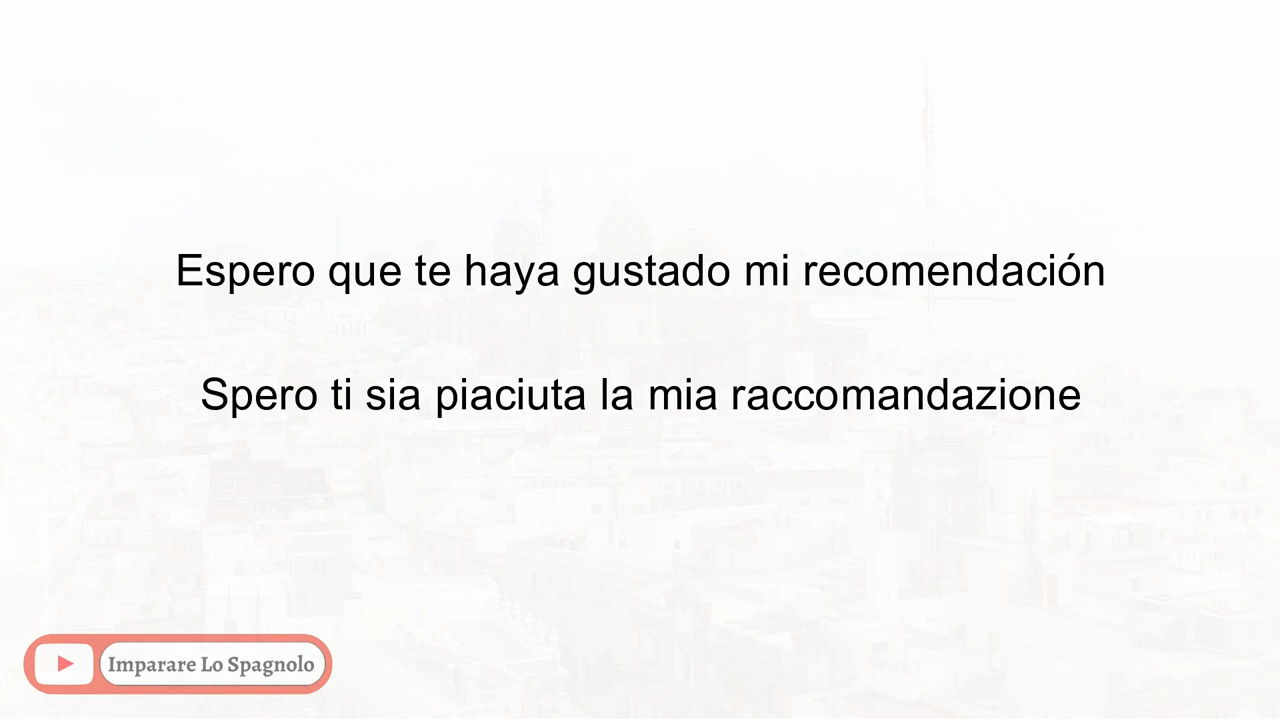 Espero que te haya gustado mi recomendación
Spero ti sia piaciuta la mia raccomandazione
Imparare Lo Spagnolo